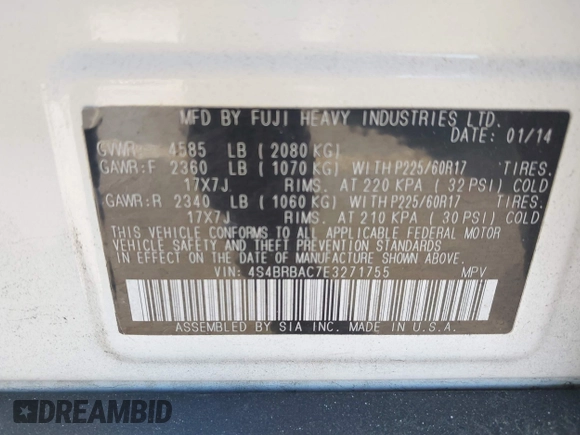 MFD BY FUJI HEAVY INDUSTRIES LTD.
DATE: 01/14
GVWR: 4585 LB ( 2080 KG)
GAWR:F 2360 LB ( 1070 KG) WITH P225/60R17 TIRES.
17X7J RIMS. AT 220 KPA ( 32 PSI) COLD
GAWR:R 2340 LB ( 1060 KG) WITH P225/60R17 TIRES.
17X7J RIMS. AT 210 KPA ( 30 PSI) COLD
THIS VEHICLE CONFORMS TO ALL APPLICABLE FEDERAL MOTOR
VEHICLE SAFETY AND THEFT PREVENTION STANDARDS IN
EFFECT ON THE DATE OF MANUFACTURE SHOWN ABOVE.
VIN: 4S4BRBAC7E3271755 MPV
ASSEMBLED BY SIA INC. MADE IN U.S.A.
DREAMBID